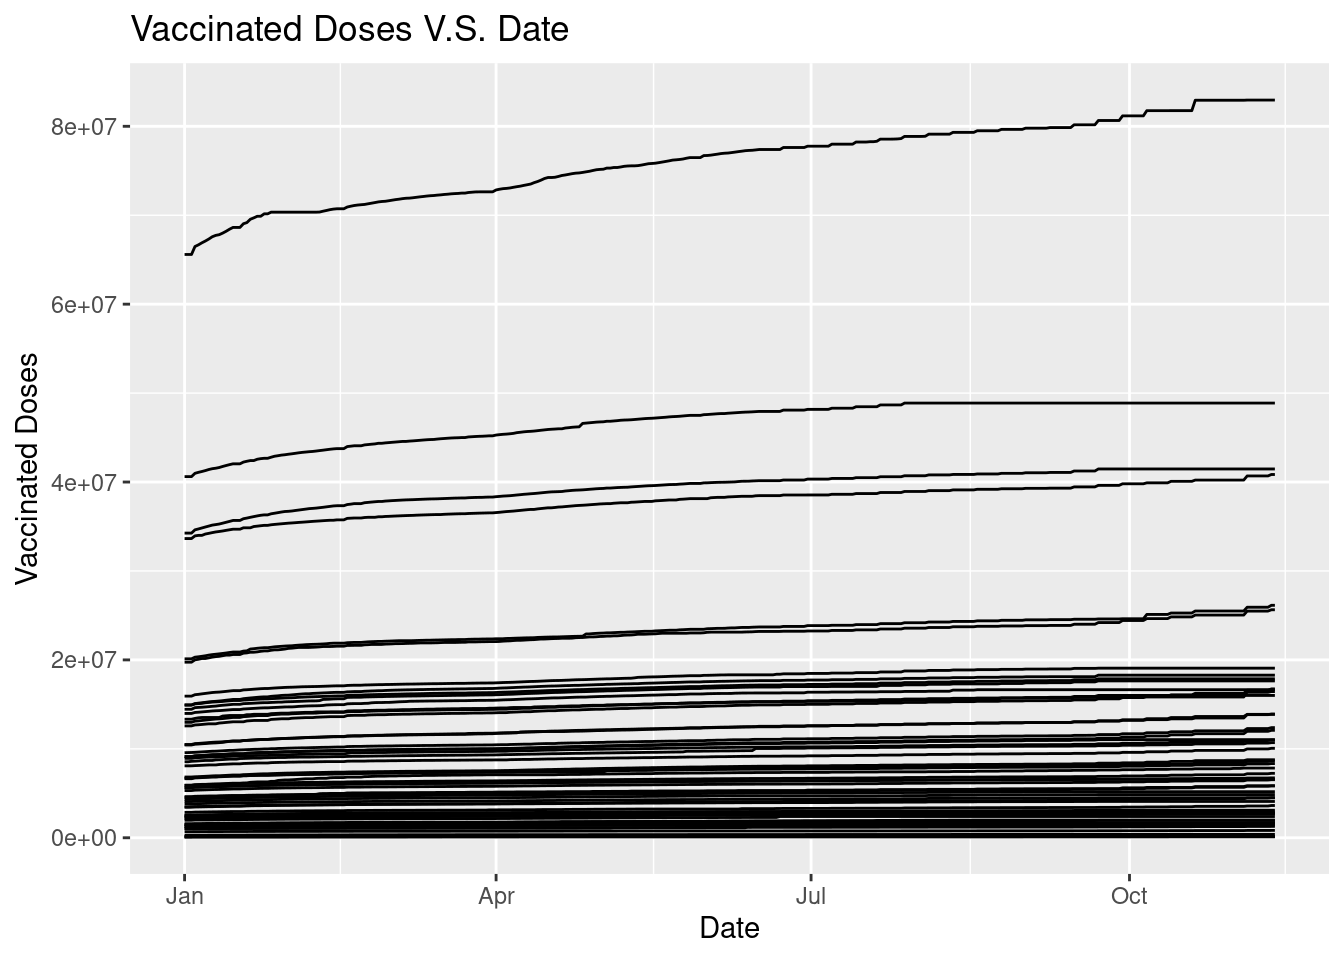 Vaccinated Doses V.S. Date
8e+07
6e+07
4e+07
2e+07
0e+00
Vaccinated Doses
Jan Apr Jul Oct
Date